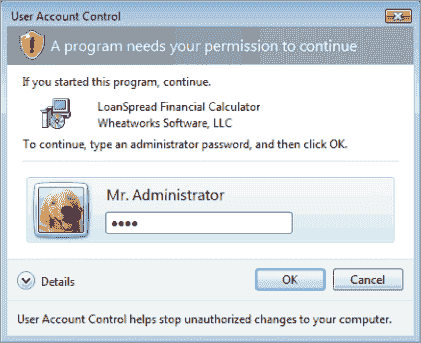 User Account Control
A program needs your permission to continue
If you started this program, continue.
LoanSpread Financial Calculator
Wheatworks Software, LLC
To continue, type an administrator password, and then click OK.
Mr. Administrator
••••
Details
OK
Cancel
User Account Control helps stop unauthorized changes to your computer.